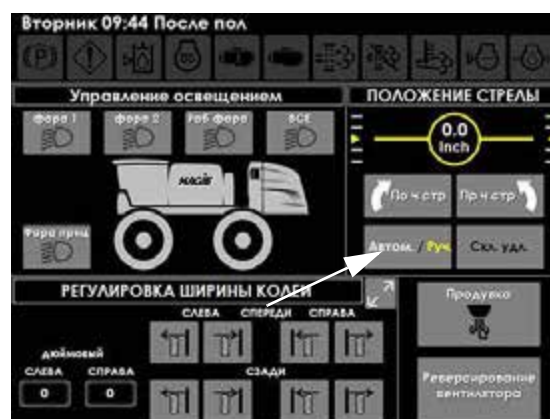 Вторник 09:44 После пол
Управление освещением
ПОЛОЖЕНИЕ СТРЕЛЫ
Фара 1
Фара 2
Раб фара
ВСЕ
0.0
Inch
MAGIE
По ч стр
Пр ч стр
Фара приц
Автом. / Руч.
Скл. удл.
РЕГУЛИРОВКА ШИРИНЫ КОЛЕИ
СЛЕВА СПЕРЕДИ СПРАВА
Продувка
дюймовый
СЛЕВА СПРАВА
СЗАДИ
0 0
Реверсирование
вентилятора